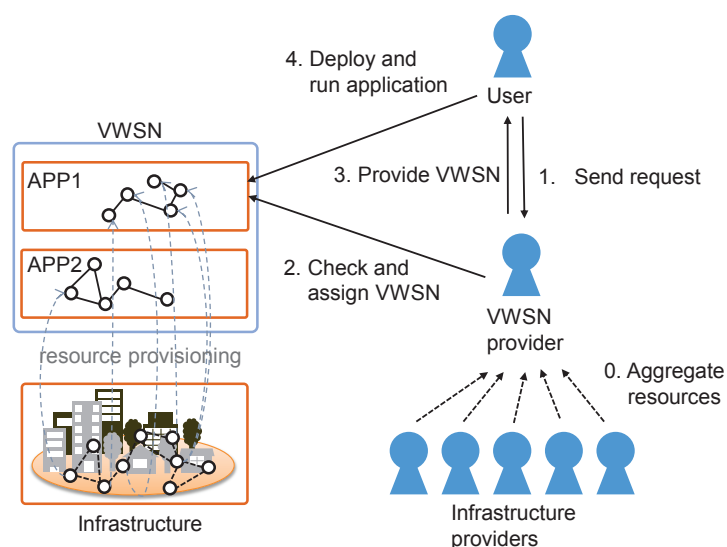 4. Deploy and
run application
User
VWSN
APP1
3. Provide VWSN
1. Send request
APP2
2. Check and
assign VWSN
VWSN
provider
resource provisioning
0. Aggregate
resources
Infrastructure
Infrastructure
providers